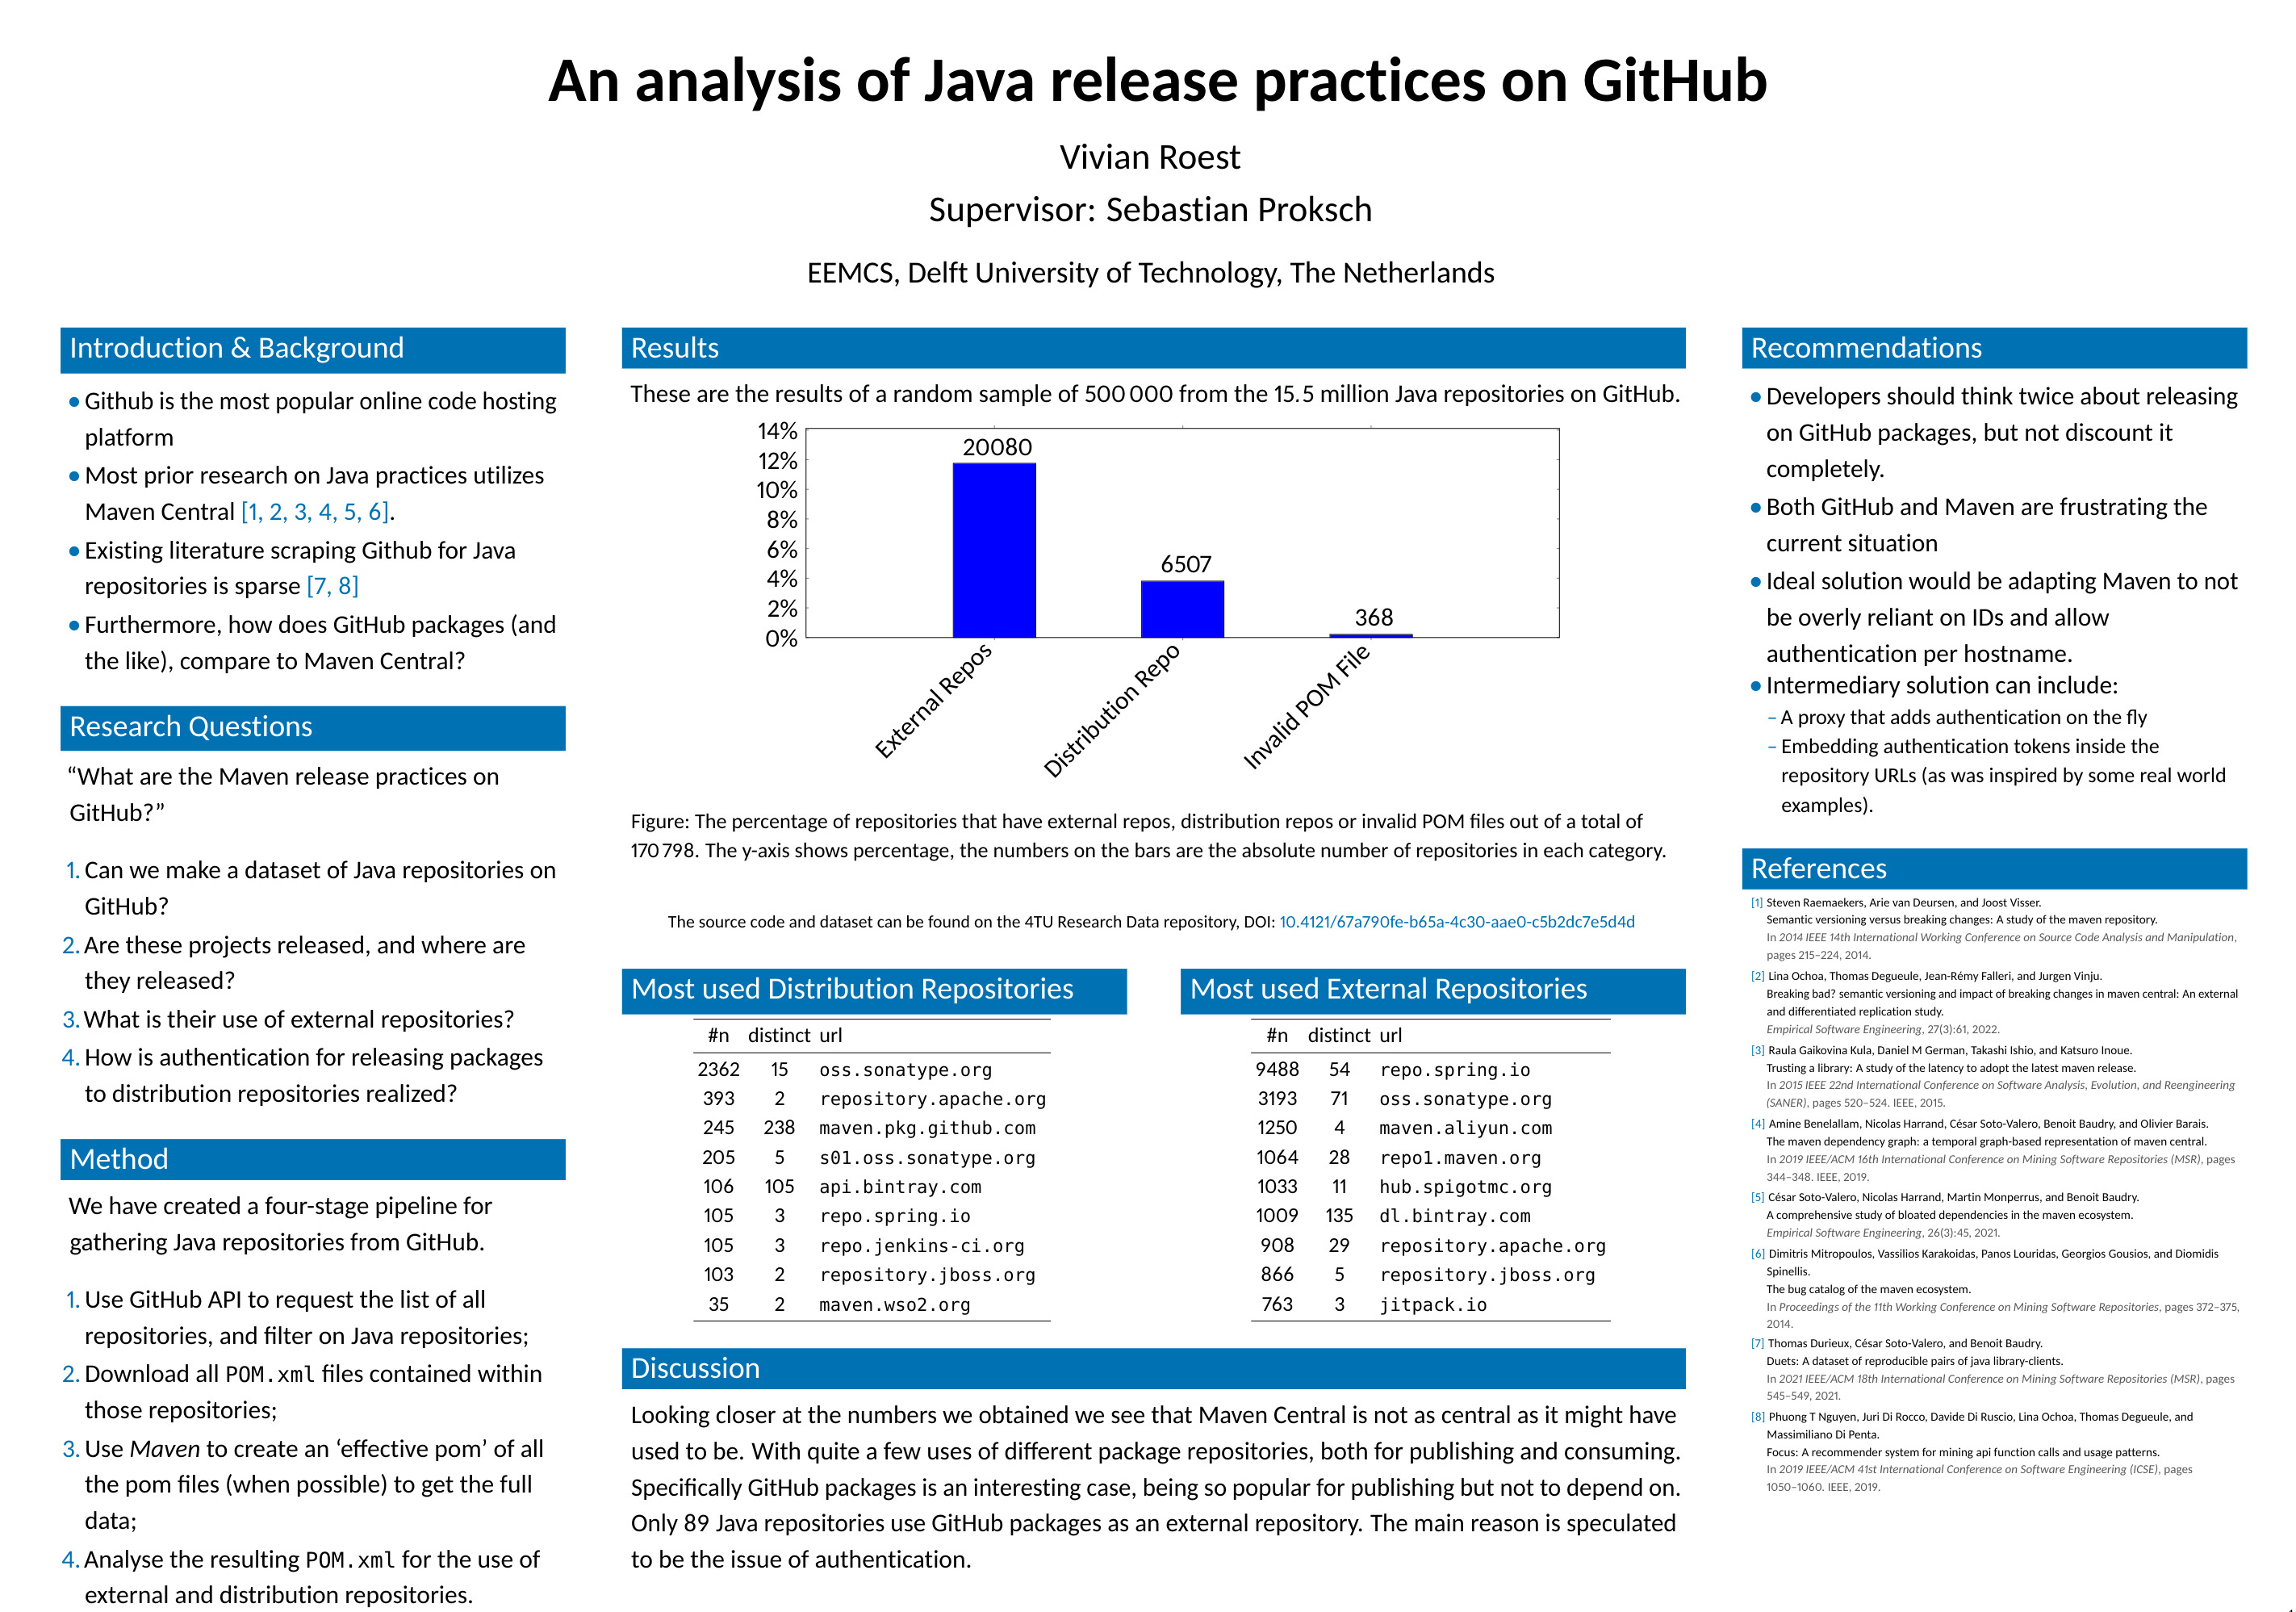 An analysis of Java release practices on GitHub
Vivian Roest
Supervisor: Sebastian Proksch
EEMCS, Delft University of Technology, The Netherlands
Introduction & Background
• Github is the most popular online code hosting
platform
• Most prior research on Java practices utilizes
Maven Central [1, 2, 3, 4, 5, 6].
• Existing literature scraping Github for Java
repositories is sparse [7, 8]
• Furthermore, how does GitHub packages (and
the like), compare to Maven Central?
Research Questions
“What are the Maven release practices on
GitHub?”
1. Can we make a dataset of Java repositories on
GitHub?
2. Are these projects released, and where are
they released?
3. What is their use of external repositories?
4. How is authentication for releasing packages
to distribution repositories realized?
Method
We have created a four-stage pipeline for
gathering Java repositories from GitHub.
1. Use GitHub API to request the list of all
repositories, and filter on Java repositories;
2. Download all POM.xml files contained within
those repositories;
3. Use Maven to create an ‘effective pom’ of all
the pom files (when possible) to get the full
data;
4. Analyse the resulting POM.xml for the use of
external and distribution repositories.
Results
These are the results of a random sample of 500 000 from the 15.5 million Java repositories on GitHub.
14%
12%
10%
8%
6%
4%
2%
0%
20080
6507
368
External Repos
Distribution Repo
Invalid POM File
Figure: The percentage of repositories that have external repos, distribution repos or invalid POM files out of a total of
170 798. The y-axis shows percentage, the numbers on the bars are the absolute number of repositories in each category.
The source code and dataset can be found on the 4TU Research Data repository, DOI: 10.4121/67a790fe-b65a-4c30-aae0-c5b2dc7e5d4d
Most used Distribution Repositories
#n distinct url
2362 15 oss.sonatype.org
393 2 repository.apache.org
245 238 maven.pkg.github.com
205 5 s01.oss.sonatype.org
106 105 api.bintray.com
105 3 repo.spring.io
105 3 repo.jenkins-ci.org
103 2 repository.jboss.org
35 2 maven.wso2.org
Most used External Repositories
#n distinct url
9488 54 repo.spring.io
3193 71 oss.sonatype.org
1250 4 maven.aliyun.com
1064 28 repo1.maven.org
1033 11 hub.spigotmc.org
1009 135 dl.bintray.com
908 29 repository.apache.org
866 5 repository.jboss.org
763 3 jitpack.io
Discussion
Looking closer at the numbers we obtained we see that Maven Central is not as central as it might have
used to be. With quite a few uses of different package repositories, both for publishing and consuming.
Specifically GitHub packages is an interesting case, being so popular for publishing but not to depend on.
Only 89 Java repositories use GitHub packages as an external repository. The main reason is speculated
to be the issue of authentication.
Recommendations
• Developers should think twice about releasing
on GitHub packages, but not discount it
completely.
• Both GitHub and Maven are frustrating the
current situation
• Ideal solution would be adapting Maven to not
be overly reliant on IDs and allow
authentication per hostname.
• Intermediary solution can include:
– A proxy that adds authentication on the fly
– Embedding authentication tokens inside the
repository URLs (as was inspired by some real world
examples).
References
[1] Steven Raemaekers, Arie van Deursen, and Joost Visser.
Semantic versioning versus breaking changes: A study of the maven repository.
In 2014 IEEE 14th International Working Conference on Source Code Analysis and Manipulation,
pages 215–224, 2014.
[2] Lina Ochoa, Thomas Degueule, Jean-Rémy Falleri, and Jurgen Vinju.
Breaking bad? semantic versioning and impact of breaking changes in maven central: An external
and differentiated replication study.
Empirical Software Engineering, 27(3):61, 2022.
[3] Raula Gaikovina Kula, Daniel M German, Takashi Ishio, and Katsuro Inoue.
Trusting a library: A study of the latency to adopt the latest maven release.
In 2015 IEEE 22nd International Conference on Software Analysis, Evolution, and Reengineering
(SANER), pages 520–524. IEEE, 2015.
[4] Amine Benelallam, Nicolas Harrand, César Soto-Valero, Benoit Baudry, and Olivier Barais.
The maven dependency graph: a temporal graph-based representation of maven central.
In 2019 IEEE/ACM 16th International Conference on Mining Software Repositories (MSR), pages
344–348. IEEE, 2019.
[5] César Soto-Valero, Nicolas Harrand, Martin Monperrus, and Benoit Baudry.
A comprehensive study of bloated dependencies in the maven ecosystem.
Empirical Software Engineering, 26(3):45, 2021.
[6] Dimitris Mitropoulos, Vassilios Karakoidas, Panos Louridas, Georgios Gousios, and Diomidis
Spinellis.
The bug catalog of the maven ecosystem.
In Proceedings of the 11th Working Conference on Mining Software Repositories, pages 372–375,
2014.
[7] Thomas Durieux, César Soto-Valero, and Benoit Baudry.
Duets: A dataset of reproducible pairs of java library-clients.
In 2021 IEEE/ACM 18th International Conference on Mining Software Repositories (MSR), pages
545–549, 2021.
[8] Phuong T Nguyen, Juri Di Rocco, Davide Di Ruscio, Lina Ochoa, Thomas Degueule, and
Massimiliano Di Penta.
Focus: A recommender system for mining api function calls and usage patterns.
In 2019 IEEE/ACM 41st International Conference on Software Engineering (ICSE), pages
1050–1060. IEEE, 2019.